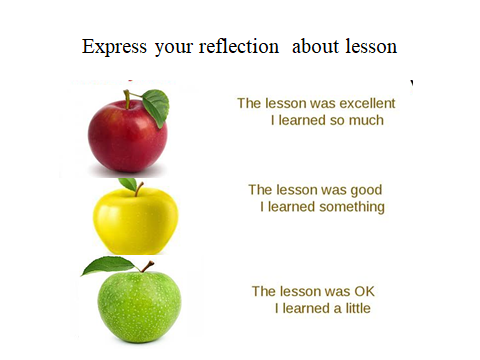 Express your reflection about lesson
The lesson was excellent
I learned so much
The lesson was good
I learned something
The lesson was OK
I learned a little